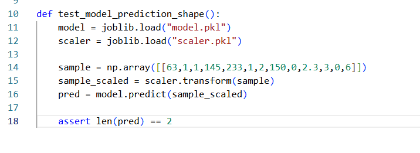 10 def test_model_prediction_shape():
11     model = joblib.load("model.pkl")
12     scaler = joblib.load("scaler.pkl")
13
14     sample = np.array([[63,1,1,145,233,1,2,150,0,2.3,3,0,6]])
15     sample_scaled = scaler.transform(sample)
16     pred = model.predict(sample_scaled)
17
18     assert len(pred) == 2